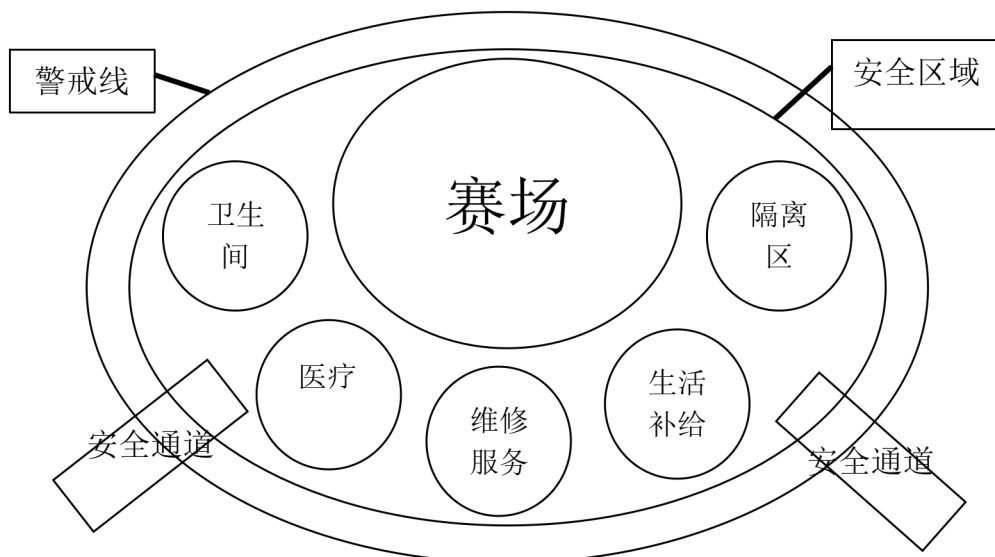 警戒线
安全区域
赛场
卫生
间
隔离
区
医疗
生活
补给
维修
服务
安全通道
安全通道